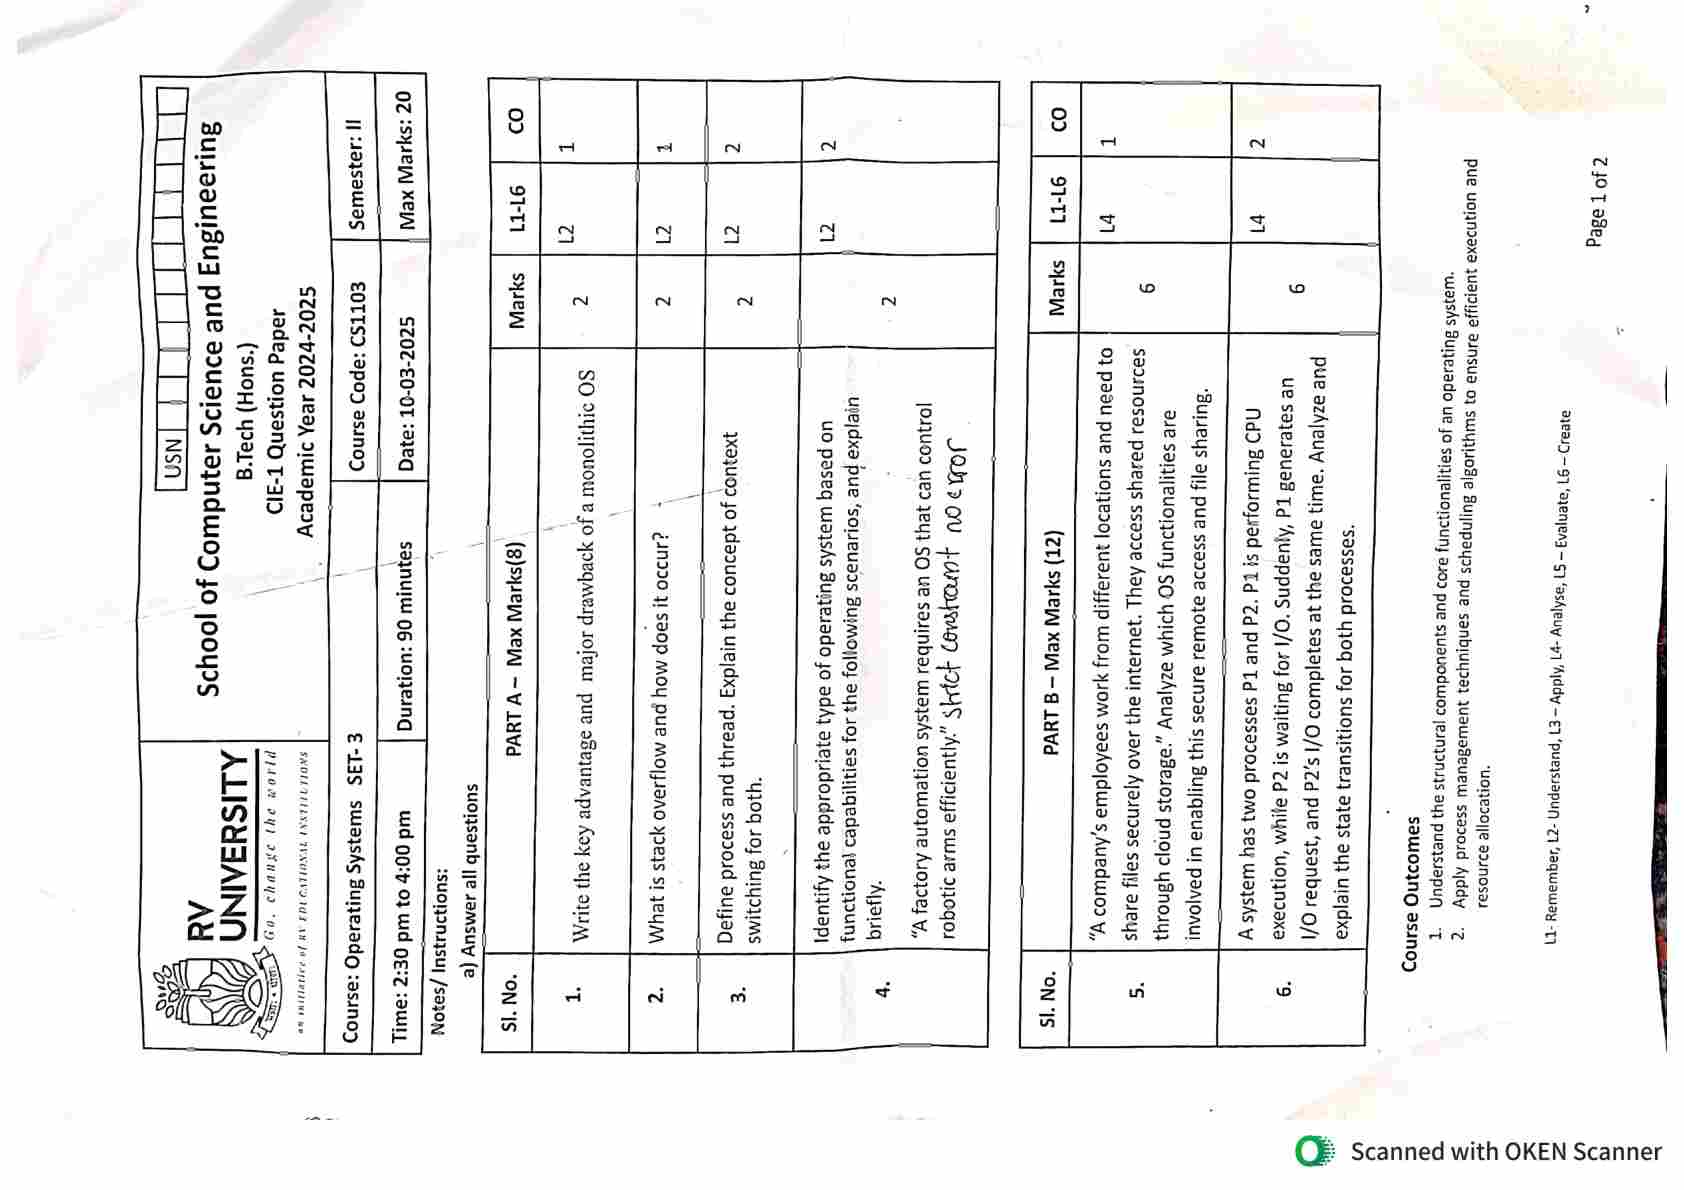 USN
RV
UNIVERSITY
Go, change the world
an initiative of RV EDUCATIONAL INSTITUTIONS
School of Computer Science and Engineering
B.Tech (Hons.)
CIE-1 Question Paper
Academic Year 2024-2025
Course: Operating Systems SET- 3
Course Code: CS1103
Semester: II
Time: 2:30 pm to 4:00 pm
Duration: 90 minutes
Date: 10-03-2025
Max Marks: 20
Notes/ Instructions:
a) Answer all questions
Sl. No. PART A – Max Marks(8) Marks L1-L6 CO
1. Write the key advantage and major drawback of a monolithic OS 2 L2 1
2. What is stack overflow and how does it occur? 2 L2 1
3. Define process and thread. Explain the concept of context 2 L2 2
switching for both.
4. Identify the appropriate type of operating system based on 2 L2 2
functional capabilities for the following scenarios, and explain
briefly.
“A factory automation system requires an OS that can control
robotic arms efficiently.” strict constraint no error
Sl. No. PART B – Max Marks (12) Marks L1-L6 CO
5. “A company’s employees work from different locations and need to 6 L4 1
share files securely over the internet. They access shared resources
through cloud storage.” Analyze which OS functionalities are
involved in enabling this secure remote access and file sharing.
6. A system has two processes P1 and P2. P1 is performing CPU 6 L4 2
execution, while P2 is waiting for I/O. Suddenly, P1 generates an
I/O request, and P2’s I/O completes at the same time. Analyze and
explain the state transitions for both processes.
Course Outcomes
1. Understand the structural components and core functionalities of an operating system.
2. Apply process management techniques and scheduling algorithms to ensure efficient execution and
resource allocation.
L1- Remember, L2- Understand, L3 – Apply, L4- Analyse, L5 – Evaluate, L6 – Create
Page 1 of 2
Scanned with OKEN Scanner